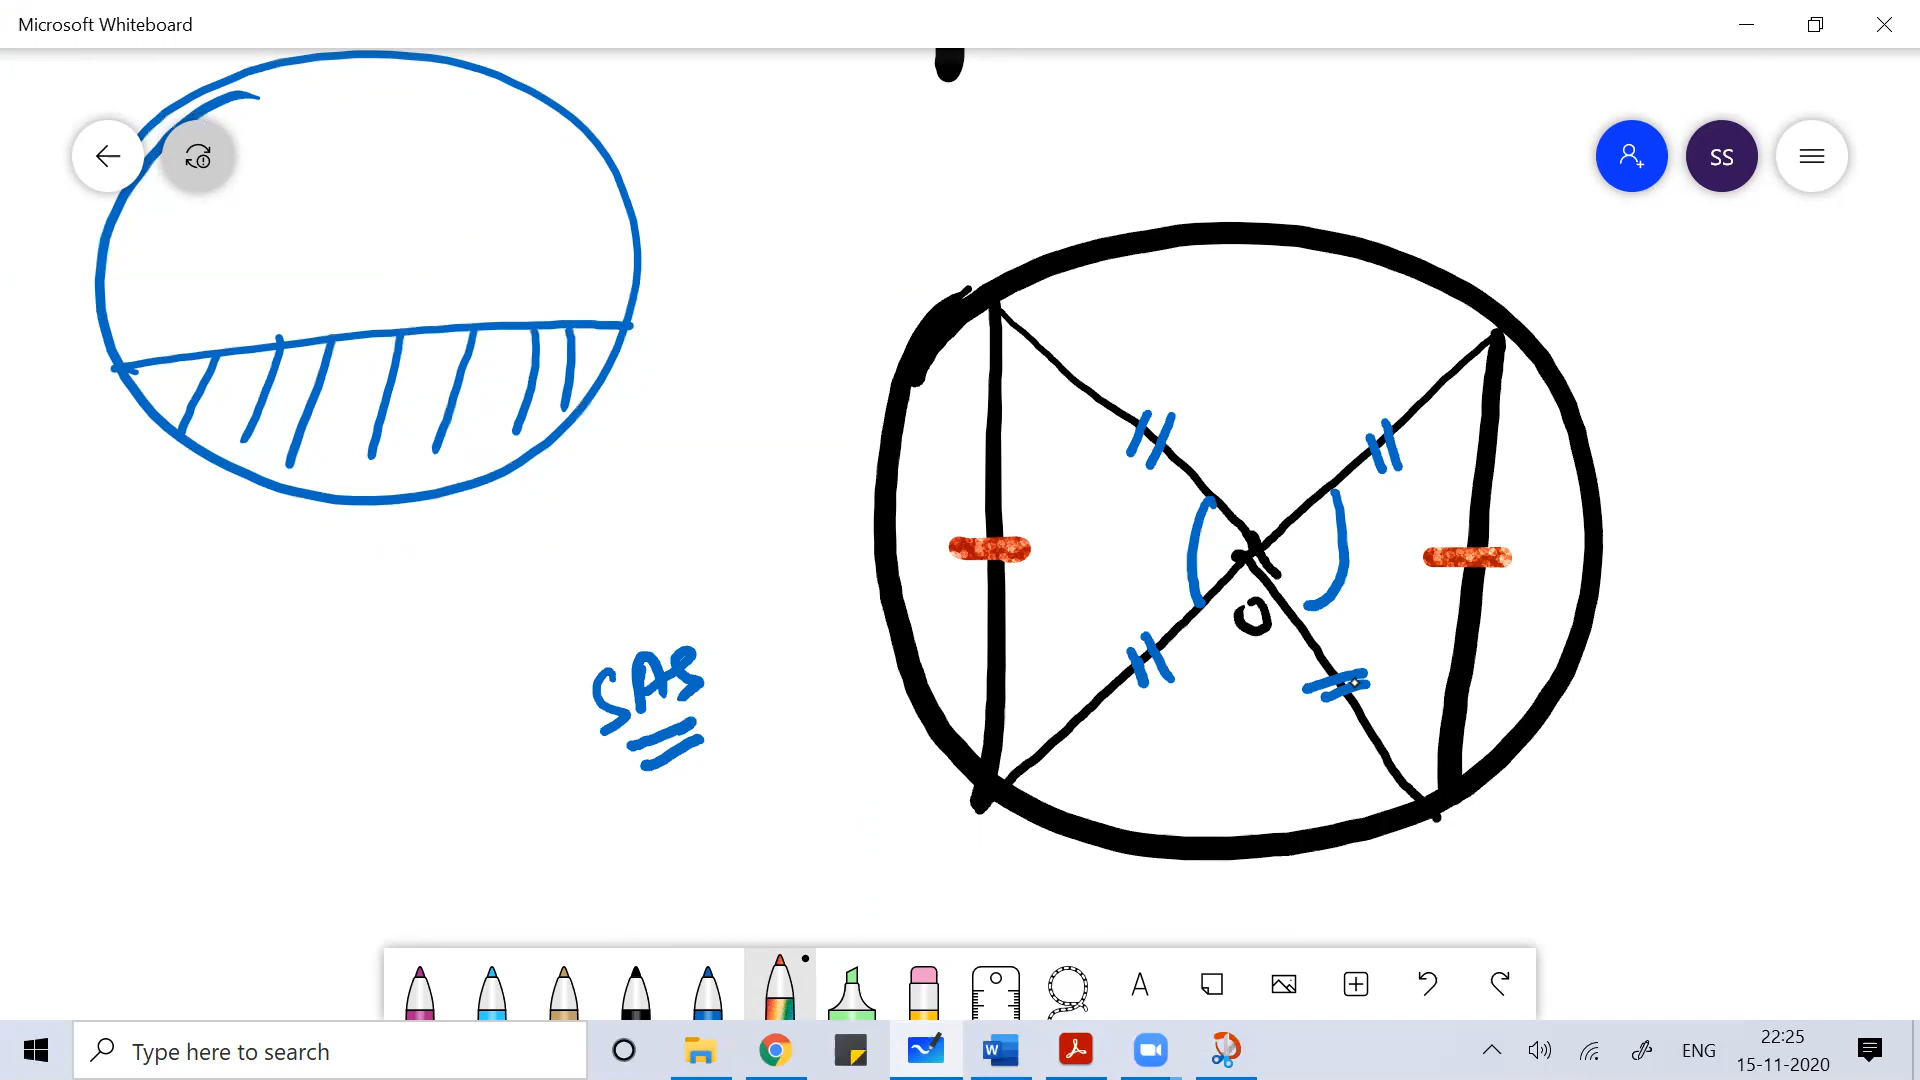 Microsoft Whiteboard
SS
SAS
O
A
Type here to search
ENG
22:25
15-11-2020